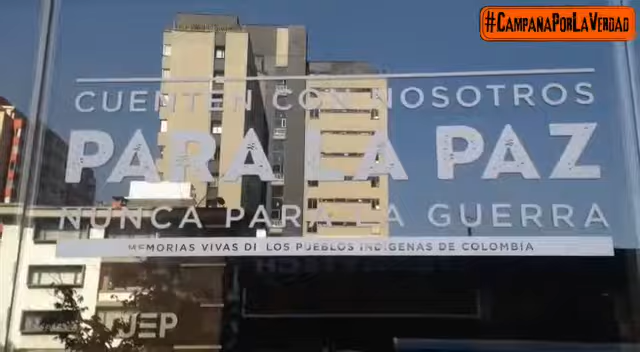 #CAMPAÑAPORLAVERDAD
CUENTEN CON NOSOTROS
PARA LA PAZ
NUNCA PARA LA GUERRA
MEMORIAS VIVAS DE LOS PUEBLOS INDÍGENAS DE COLOMBIA
JEP